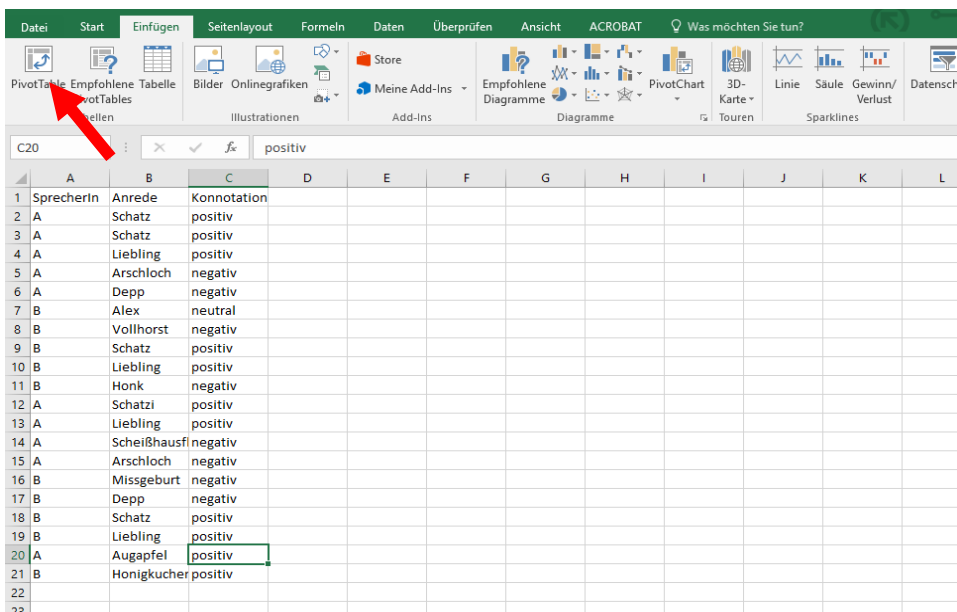 Datei Start Einfügen Seitenlayout Formeln Daten Überprüfen Ansicht ACROBAT Was möchten Sie tun?
PivotTable Empfohlene PivotTables Tabelle
Bilder Onlinegrafiken
Illustrationen
Store
Meine Add-Ins
Add-Ins
Empfohlene Diagramme
PivotChart
Diagramme
3D-Karte
Touren
Linie Säule Gewinn/Verlust
Sparklines
C20 fx positiv
A B C D E F G H I J K L
1 SprecherIn Anrede Konnotation
2 A Schatz positiv
3 A Schatz positiv
4 A Liebling positiv
5 A Arschloch negativ
6 A Depp negativ
7 B Alex neutral
8 B Vollhorst negativ
9 B Schatz positiv
10 B Liebling positiv
11 B Honk negativ
12 A Schatzi positiv
13 A Liebling positiv
14 A Scheißhausfl negativ
15 A Arschloch negativ
16 B Missgeburt negativ
17 B Depp negativ
18 B Schatz positiv
19 B Liebling positiv
20 A Augapfel positiv
21 B Honigkucher positiv
22